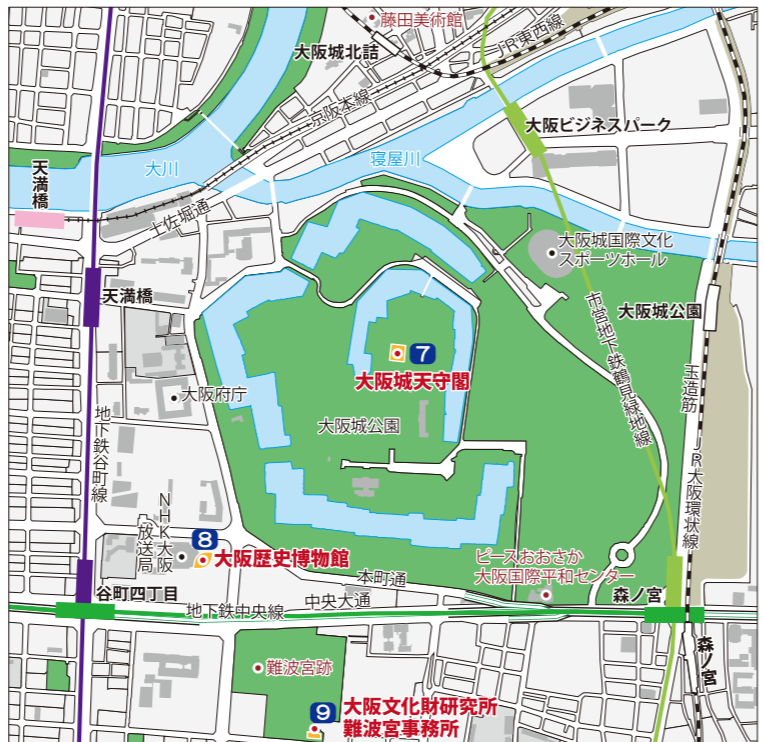 藤田美術館
大阪城北詰
JR東西線
京阪本線
大阪ビジネスパーク
大川
寝屋川
天満橋
土佐堀通
大阪城国際文化
スポーツホール
天満橋
大阪城公園
市営地下鉄鶴見緑地線
7
大阪城天守閣
玉造筋
大阪府庁
大阪城公園
地下鉄谷町線
JR大阪環状線
NHK大阪
放送局
8
大阪歴史博物館
ピースおおさか
大阪国際平和センター
本町通
谷町四丁目
中央大通
森ノ宮
地下鉄中央線
森ノ宮
難波宮跡
9
大阪文化財研究所
難波宮事務所